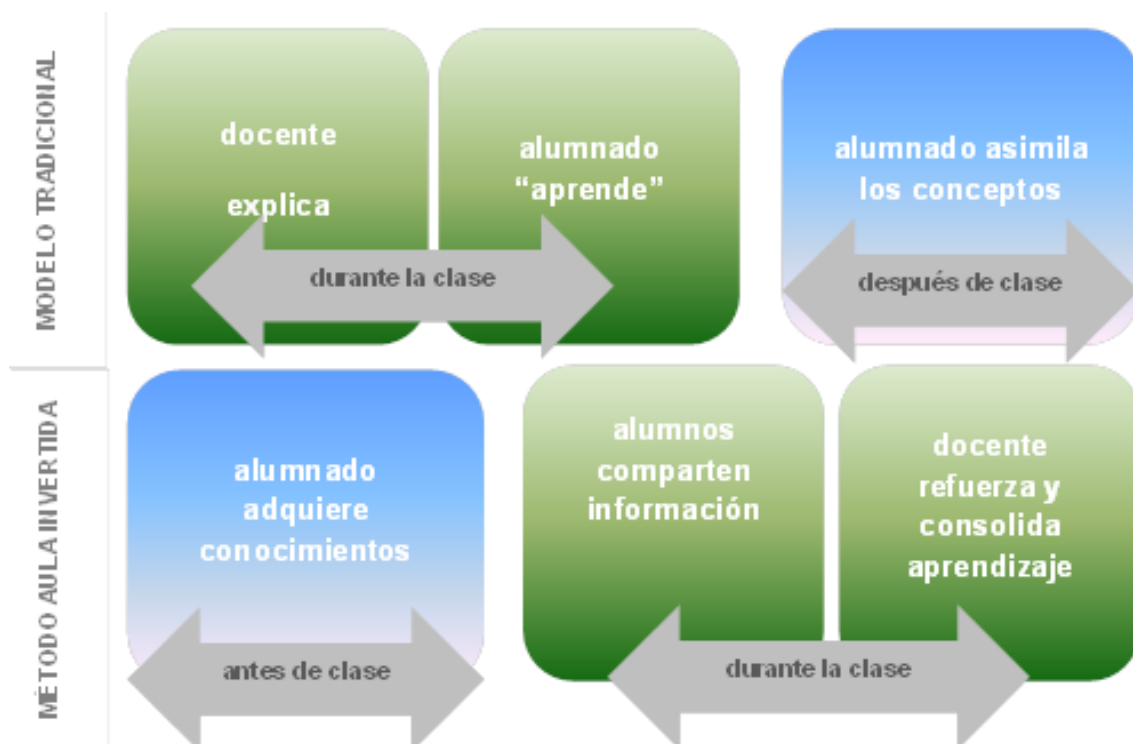 MODELO TRADICIONAL
docente
explica
alumnado
“aprende”
durante la clase
alumnado asimila
los conceptos
después de clase
MÉTODO AULA INVERTIDA
alumnado
adquiere
conocimientos
antes de clase
alumnos
comparten
información
docente
refuerza y
consolida
aprendizaje
durante la clase